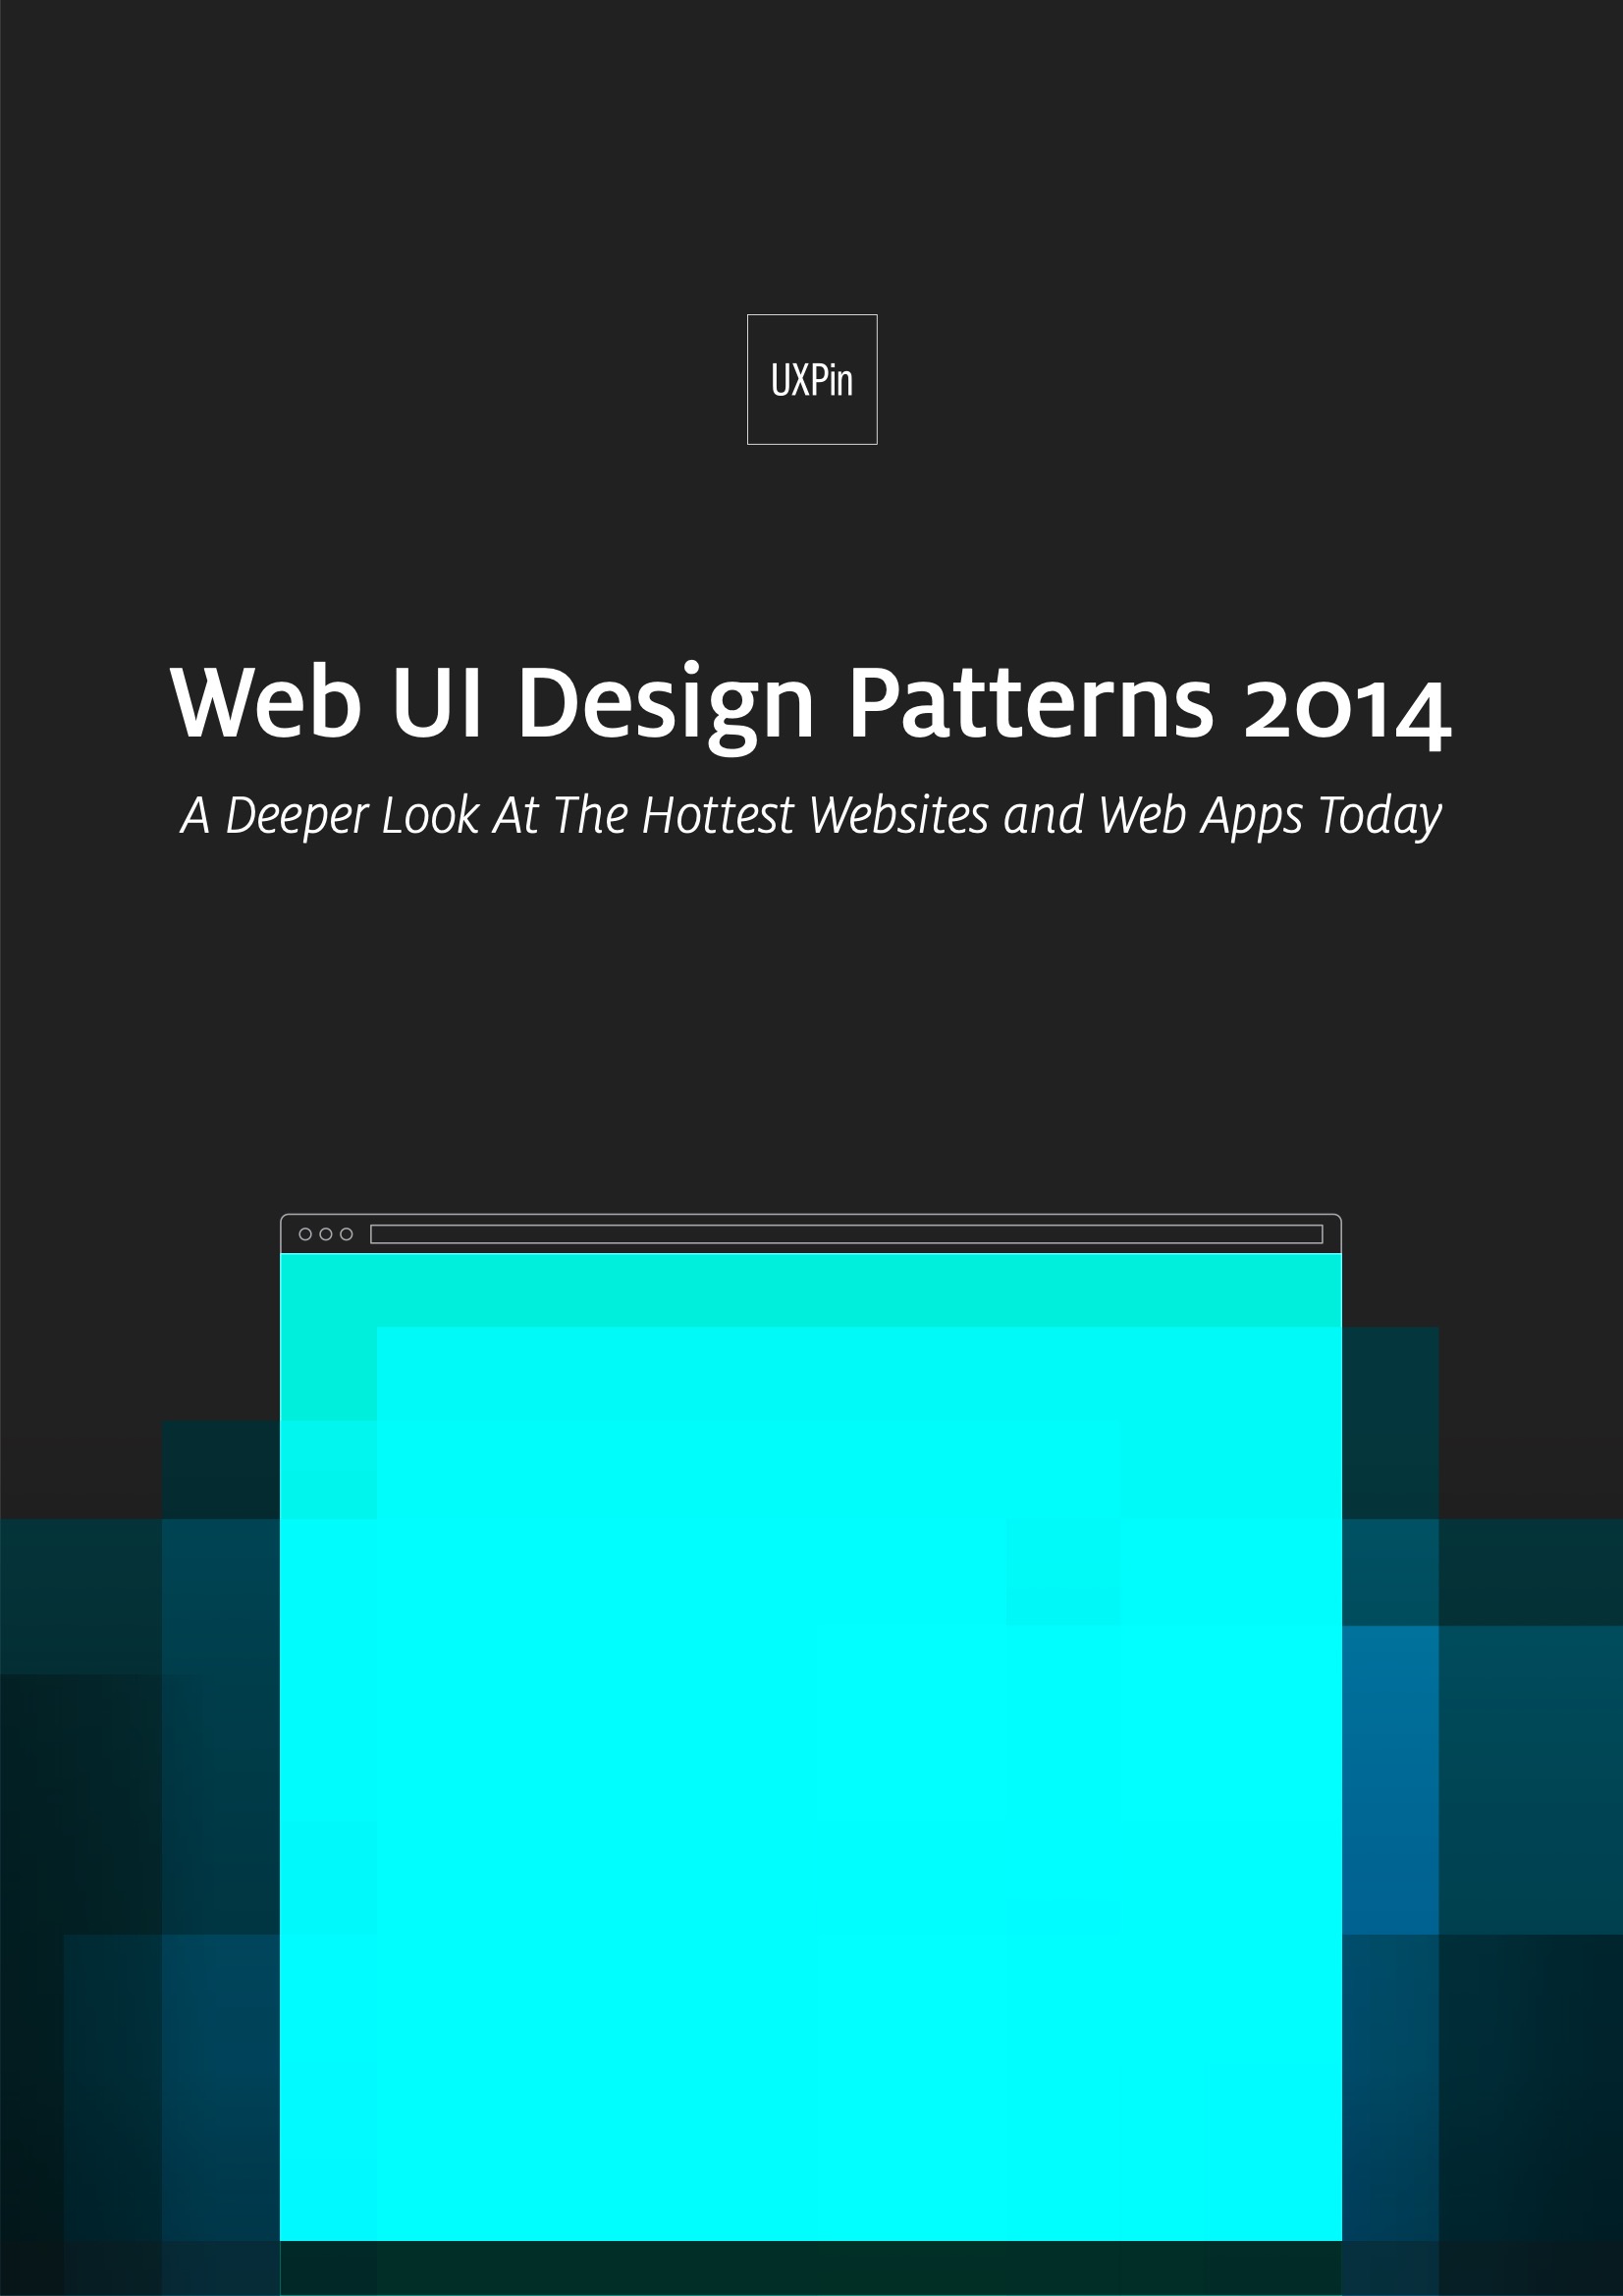 UXPin
Web UI Design Patterns 2014
A Deeper Look At The Hottest Websites and Web Apps Today